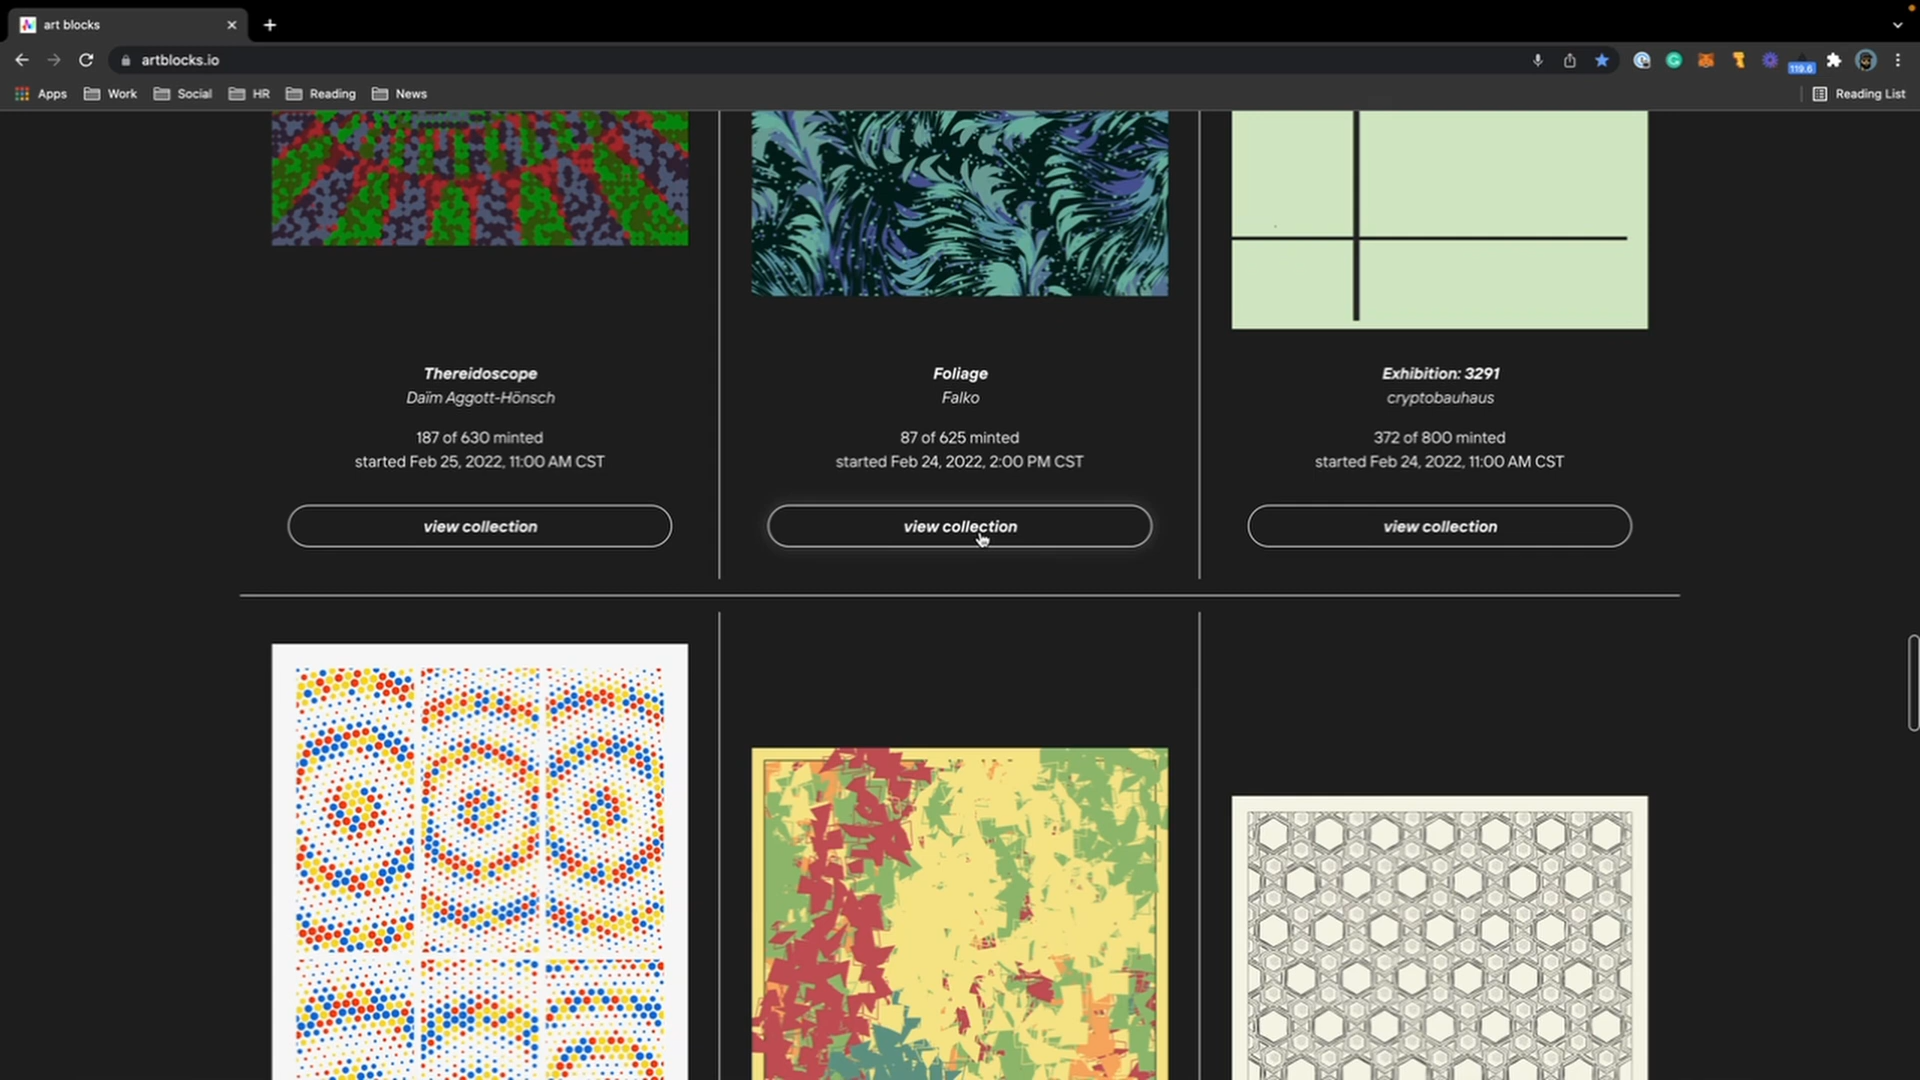 art blocks
artblocks.io
119.6
Apps Work Social HR Reading News Reading List
Thereidoscope
Daïm Aggott-Hönsch
187 of 630 minted
started Feb 25, 2022, 11:00 AM CST
view collection
Foliage
Falko
87 of 625 minted
started Feb 24, 2022, 2:00 PM CST
view collection
Exhibition: 3291
cryptobauhaus
372 of 800 minted
started Feb 24, 2022, 11:00 AM CST
view collection